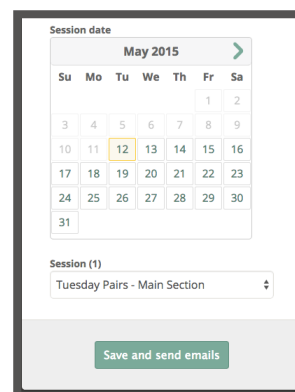 Session date
May 2015
Su Mo Tu We Th Fr Sa
1 2
3 4 5 6 7 8 9
10 11 12 13 14 15 16
17 18 19 20 21 22 23
24 25 26 27 28 29 30
31
Session (1)
Tuesday Pairs - Main Section
Save and send emails